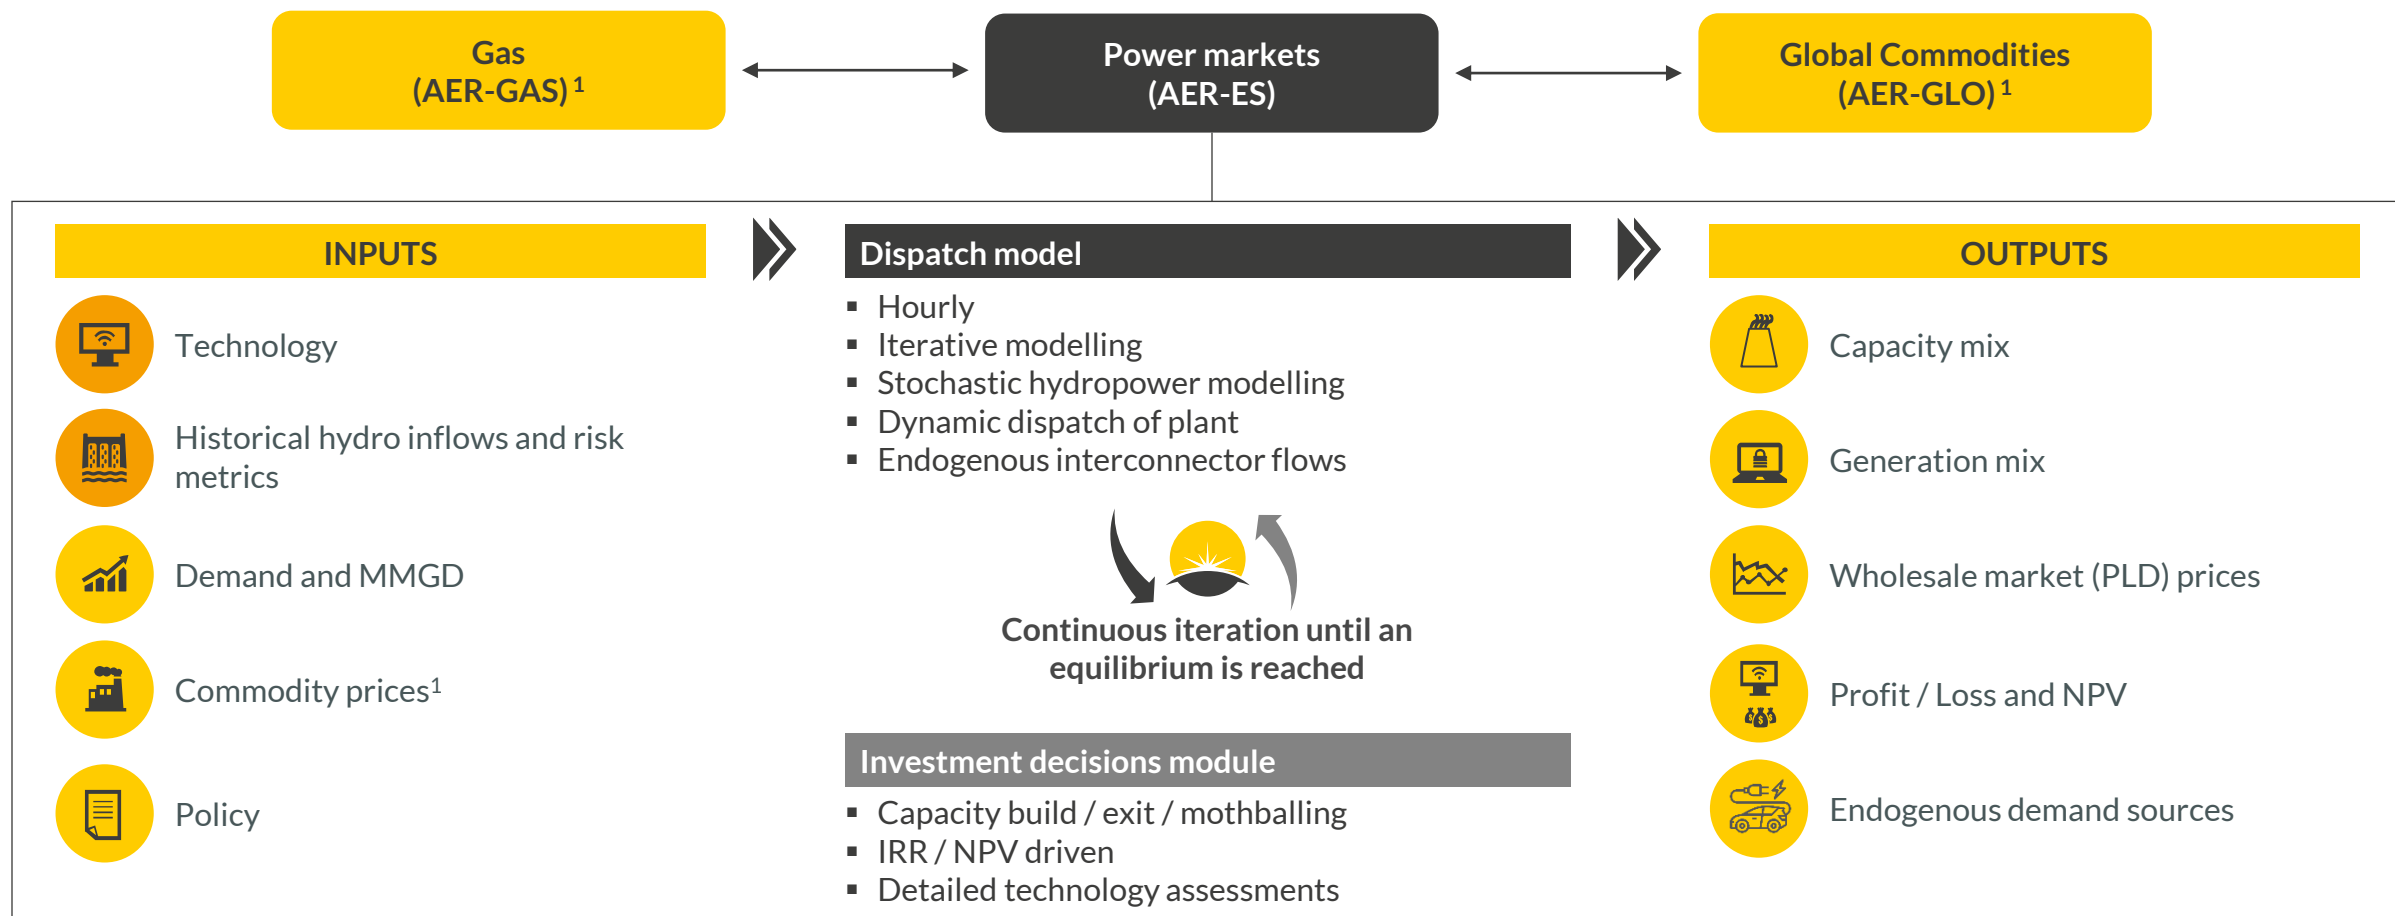 Gas
(AER-GAS) 1
Power markets
(AER-ES)
Global Commodities
(AER-GLO) 1
INPUTS
Technology
Historical hydro inflows and risk
metrics
Demand and MMGD
Commodity prices1
Policy
Dispatch model
▪ Hourly
▪ Iterative modelling
▪ Stochastic hydropower modelling
▪ Dynamic dispatch of plant
▪ Endogenous interconnector flows
Continuous iteration until an
equilibrium is reached
Investment decisions module
▪ Capacity build / exit / mothballing
▪ IRR / NPV driven
▪ Detailed technology assessments
OUTPUTS
Capacity mix
Generation mix
Wholesale market (PLD) prices
Profit / Loss and NPV
Endogenous demand sources